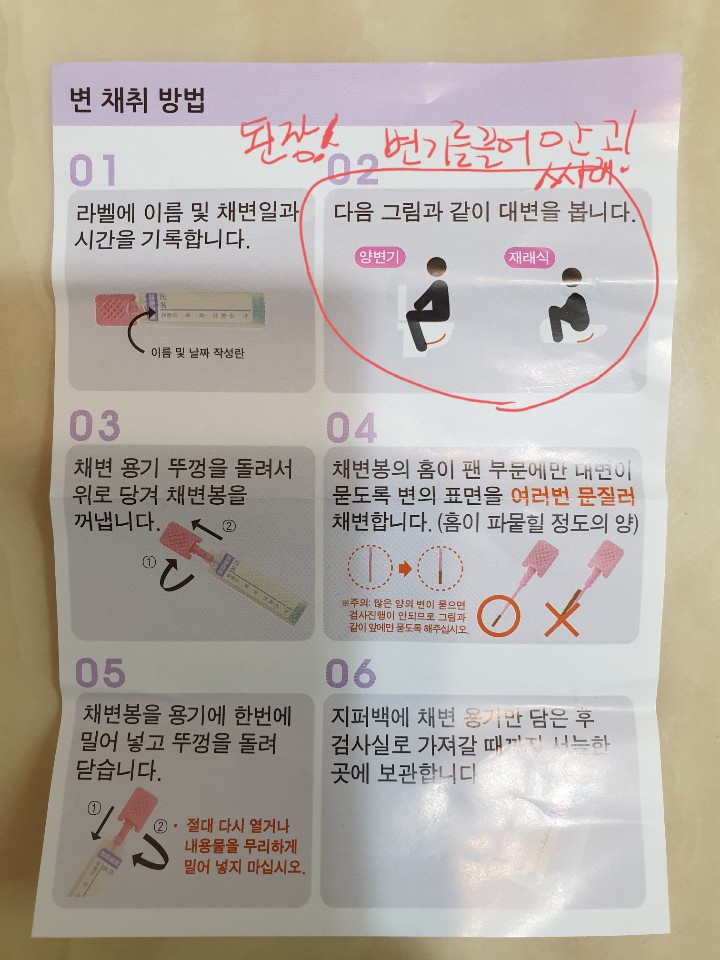 변 채취 방법
된장! 변기를끌어 안고!
싸래.
01
라벨에 이름 및 채변일과
시간을 기록합니다.
이름 및 날짜 작성란
02
다음 그림과 같이 대변을 봅니다.
양변기
재래식
03
채변 용기 뚜껑을 돌려서
위로 당겨 채변봉을
꺼냅니다.
②
①
04
채변봉의 홈이 팬 부문에만 대변이
묻도록 변의 표면을 여러번 문질러
채변합니다. (홈이 파뭍힐 정도의 양)
※주의: 많은 양의 변이 묻으면
검사진행이 안되므로 그림과
같이 앞에만 묻도록 해주십시오.
05
채변봉을 용기에 한번에
밀어 넣고 뚜껑을 돌려
닫습니다.
①
②
· 절대 다시 열거나
내용물을 무리하게
밀어 넣지 마십시오.
06
지퍼백에 채변 용기만 담은 후
검사실로 가져갈 때까지 서늘한
곳에 보관합니다